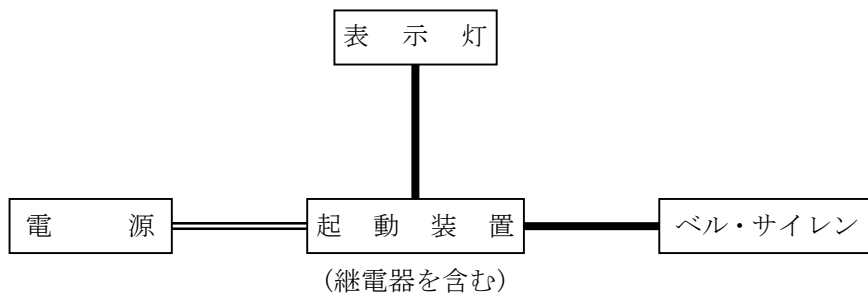 表示灯
電源
起動装置
ベル・サイレン
(継電器を含む)